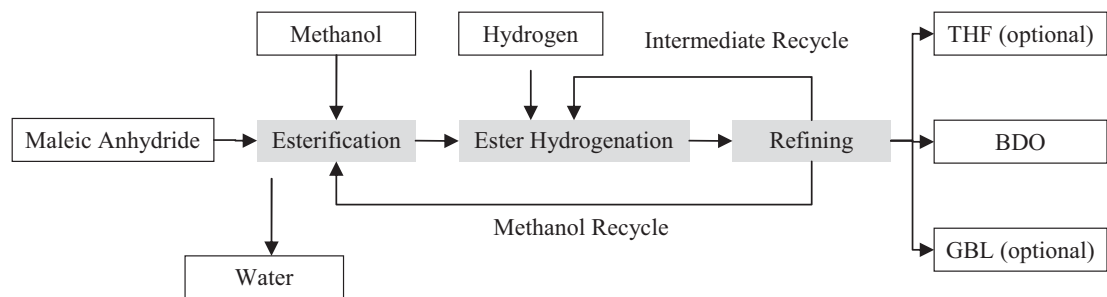 Methanol
Hydrogen
Intermediate Recycle
THF (optional)
Maleic Anhydride
Esterification
Ester Hydrogenation
Refining
BDO
Methanol Recycle
Water
GBL (optional)